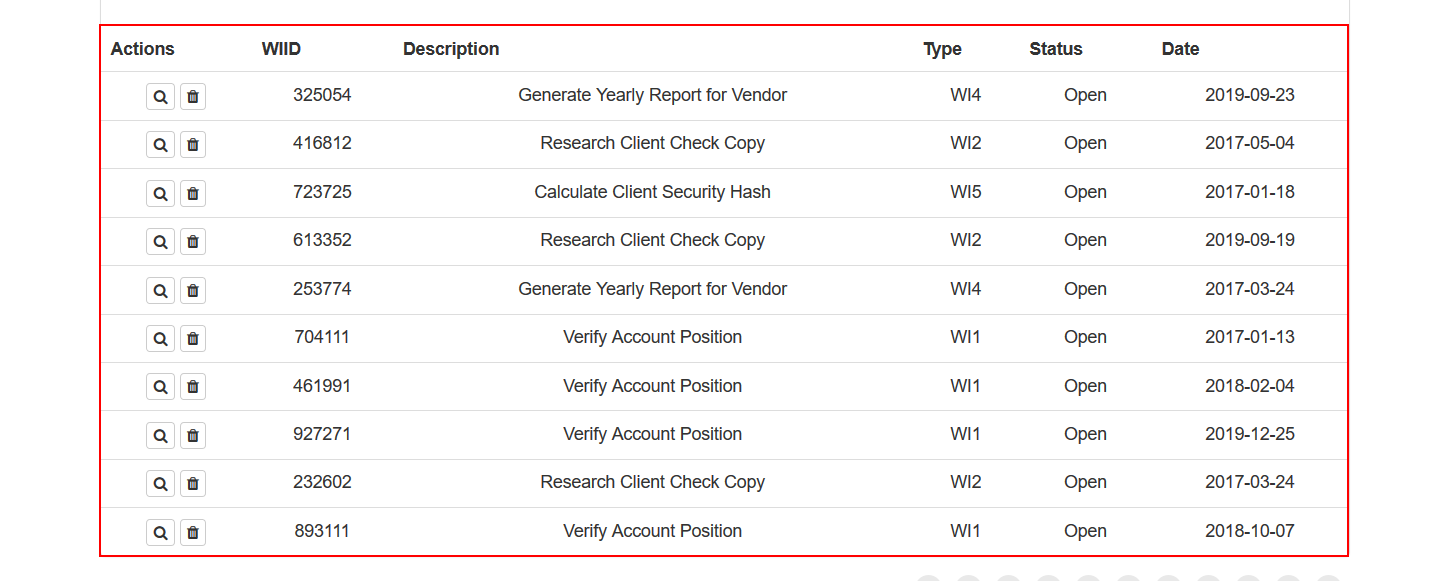 Actions WIID Description Type Status Date
325054 Generate Yearly Report for Vendor WI4 Open 2019-09-23
416812 Research Client Check Copy WI2 Open 2017-05-04
723725 Calculate Client Security Hash WI5 Open 2017-01-18
613352 Research Client Check Copy WI2 Open 2019-09-19
253774 Generate Yearly Report for Vendor WI4 Open 2017-03-24
704111 Verify Account Position WI1 Open 2017-01-13
461991 Verify Account Position WI1 Open 2018-02-04
927271 Verify Account Position WI1 Open 2019-12-25
232602 Research Client Check Copy WI2 Open 2017-03-24
893111 Verify Account Position WI1 Open 2018-10-07